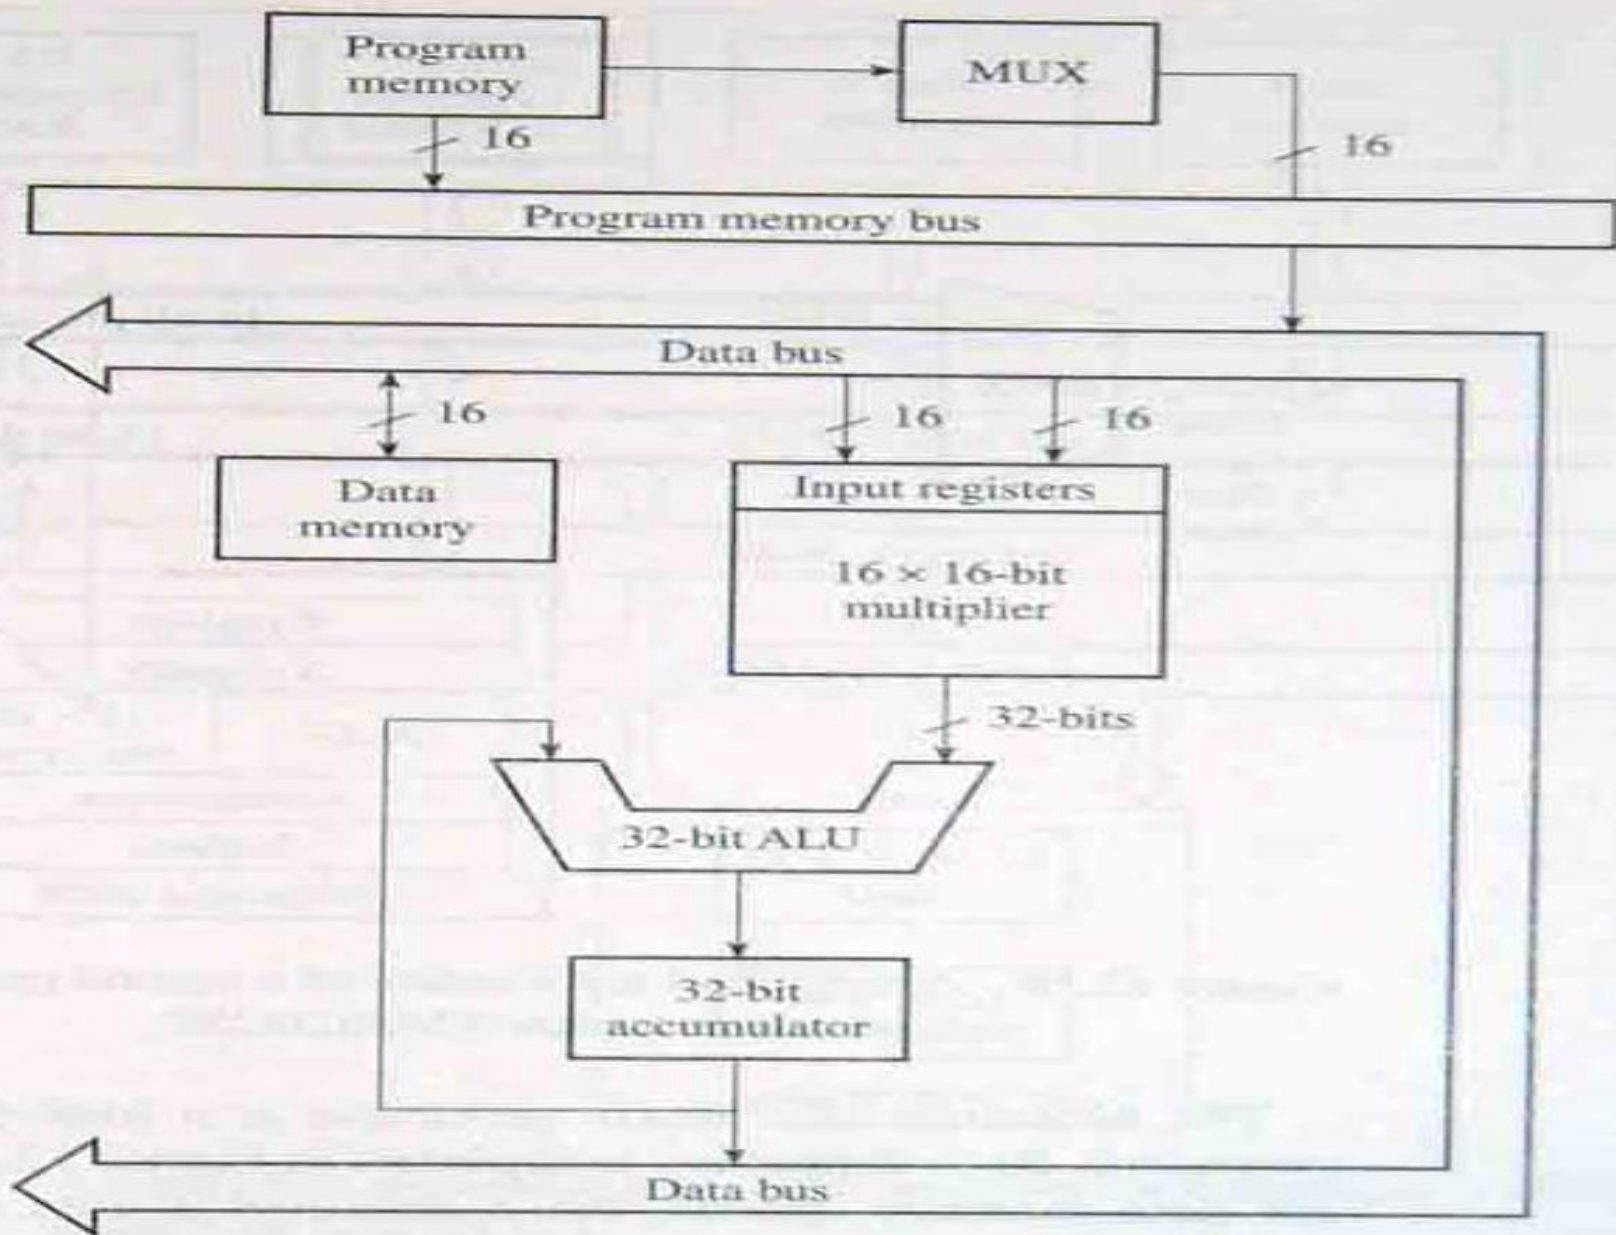 Program
memory
MUX
16
16
Program memory bus
Data bus
16
16
16
Data
memory
Input registers
16 × 16-bit
multiplier
32-bits
32-bit ALU
32-bit
accumulator
Data bus